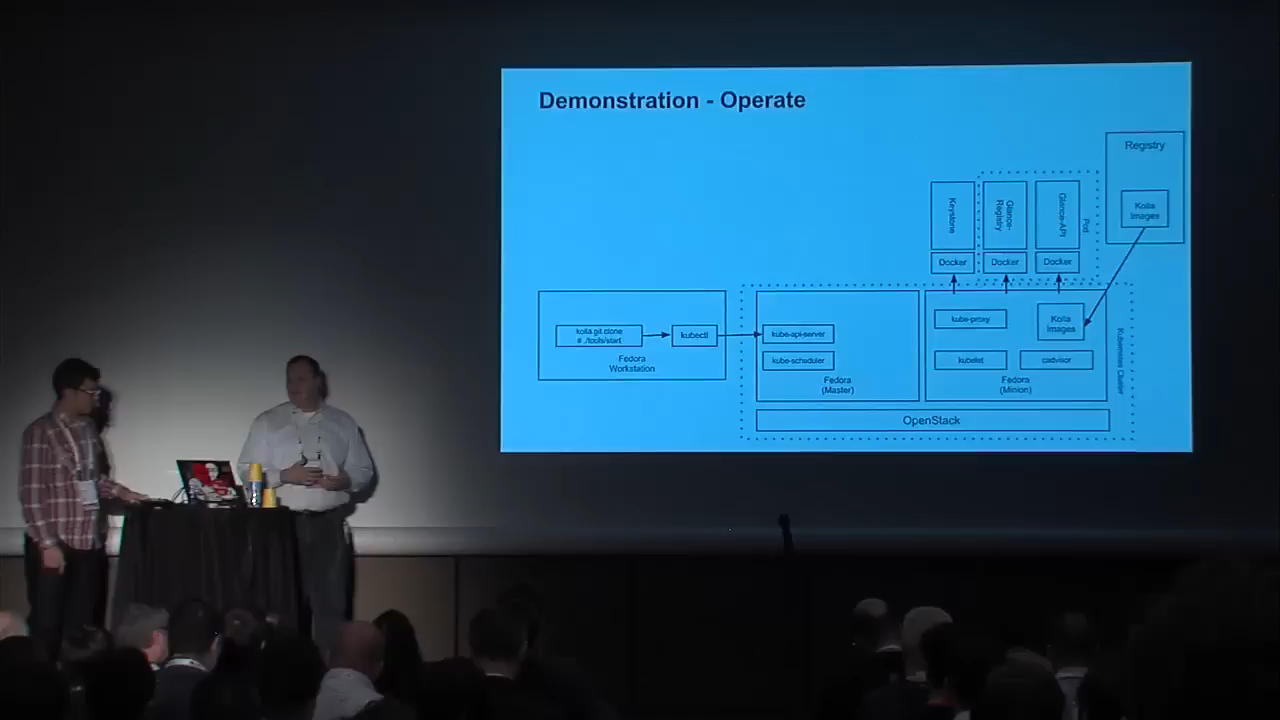 Demonstration - Operate
Registry
Kolla
Images
Keystone
Glance-
Registry
Glance-API
Pod
Docker
Docker
Docker
kolla.git clone
# ./tools/start
kubectl
Fedora
Workstation
kube-api-server
kube-scheduler
Fedora
(Master)
kube-proxy
Kolla
Images
kubelet
cadvisor
Fedora
(Minion)
Kubernetes Cluster
OpenStack